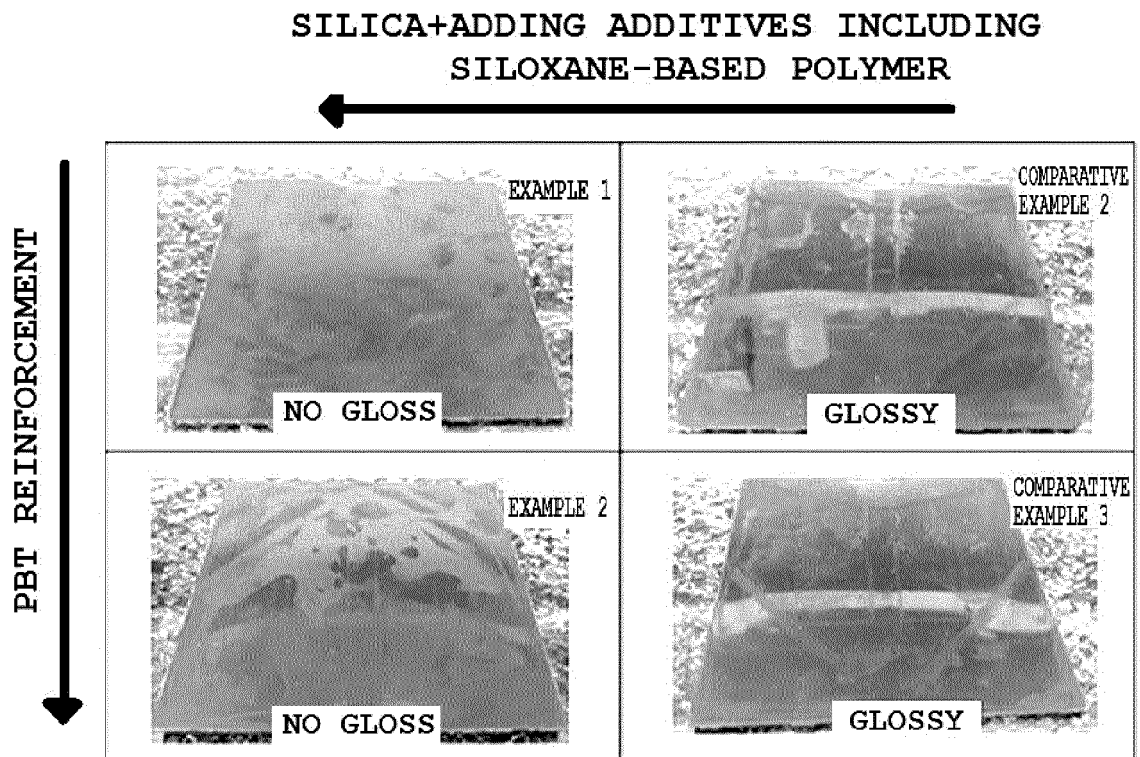 SILICA+ADDING ADDITIVES INCLUDING
SILOXANE-BASED POLYMER
PBT REINFORCEMENT
EXAMPLE 1
NO GLOSS
COMPARATIVE
EXAMPLE 2
GLOSSY
EXAMPLE 2
NO GLOSS
COMPARATIVE
EXAMPLE 3
GLOSSY